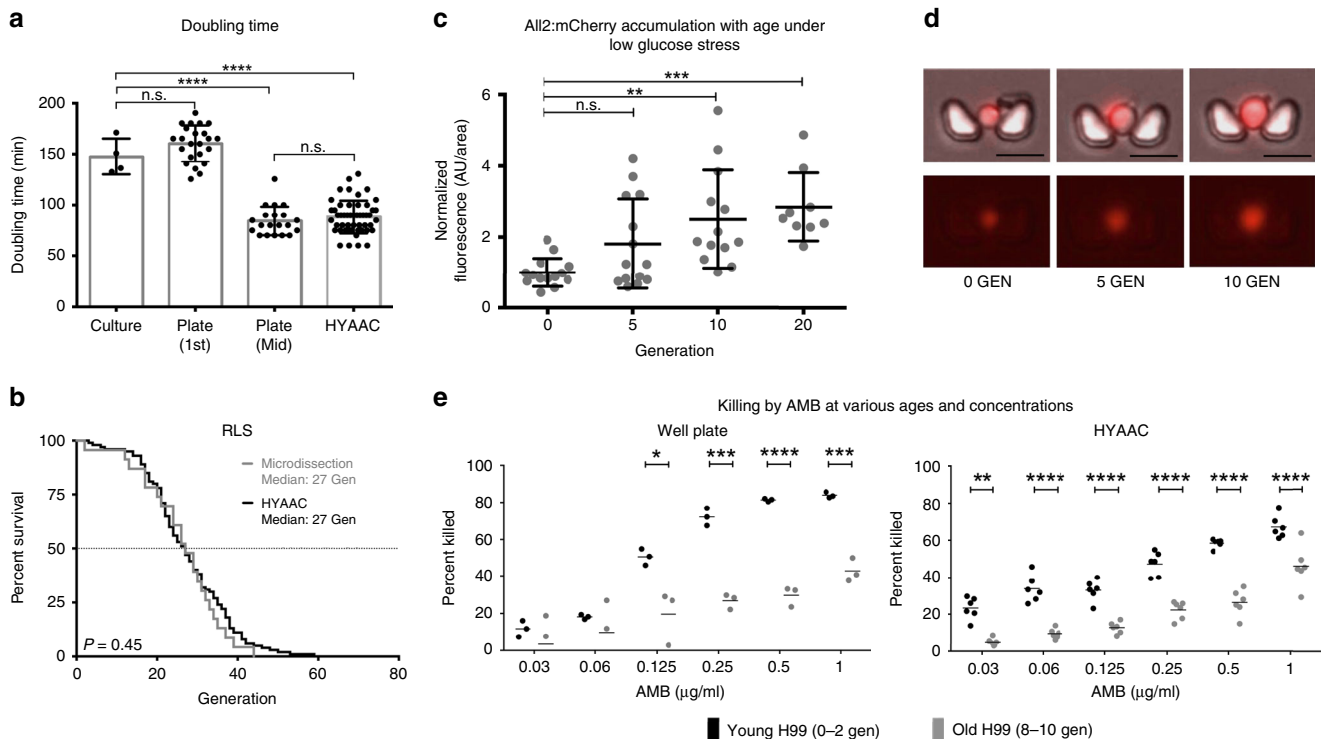 a
Doubling time
****
****
n.s.
n.s.
200
150
100
50
0
Doubling time (min)
Culture
Plate
(1st)
Plate
(Mid)
HYAAC
b
RLS
100
75
50
25
0
Percent survival
Microdissection
Median: 27 Gen
HYAAC
Median: 27 Gen
P = 0.45
0 20 40 60 80
Generation
c
All2:mCherry accumulation with age under
low glucose stress
***
**
n.s.
6
4
2
0
Normalized
fluorescence (AU/area)
0 5 10 20
Generation
d
0 GEN 5 GEN 10 GEN
e
Killing by AMB at various ages and concentrations
Well plate
* *** **** ***
100
80
60
40
20
0
Percent killed
0.03 0.06 0.125 0.25 0.5 1
AMB (μg/ml)
HYAAC
** **** **** **** **** ****
100
80
60
40
20
0
Percent killed
0.03 0.06 0.125 0.25 0.5 1
AMB (μg/ml)
Young H99 (0–2 gen)
Old H99 (8–10 gen)